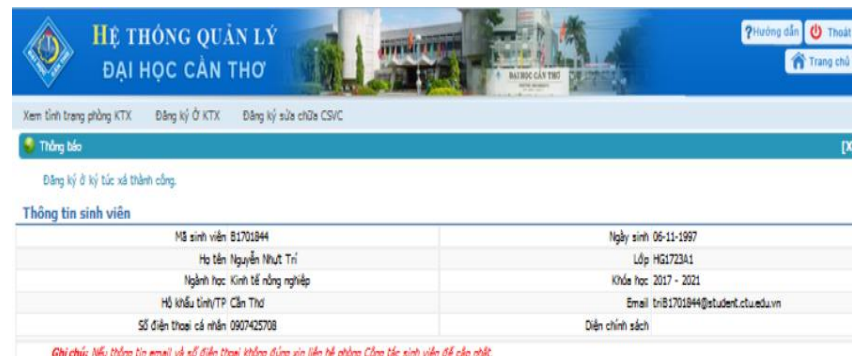 HỆ THỐNG QUẢN LÝ
ĐẠI HỌC CẦN THƠ
?Hướng dẫn Thoát
Trang chủ
ĐẠI HỌC CẦN THƠ
Xem tình trạng phòng KTX Đăng ký Ở KTX Đăng ký sửa chữa CSVC
Thông báo [X
Đăng ký ở ký túc xá thành công.
Thông tin sinh viên
Mã sinh viên B1701844 Ngày sinh 06-11-1997
Họ tên Nguyễn Nhựt Trí Lớp HG1723A1
Ngành học Kinh tế nông nghiệp Khóa học 2017 - 2021
Hộ khẩu tỉnh/TP Cần Thơ Email triB1701844@student.ctu.edu.vn
Số điện thoại cá nhân 0907425708 Diện chính sách
Ghi chú: Nếu thông tin email và số điện thoại không đúng xin liên hệ phòng Công tác sinh viên để cập nhật.